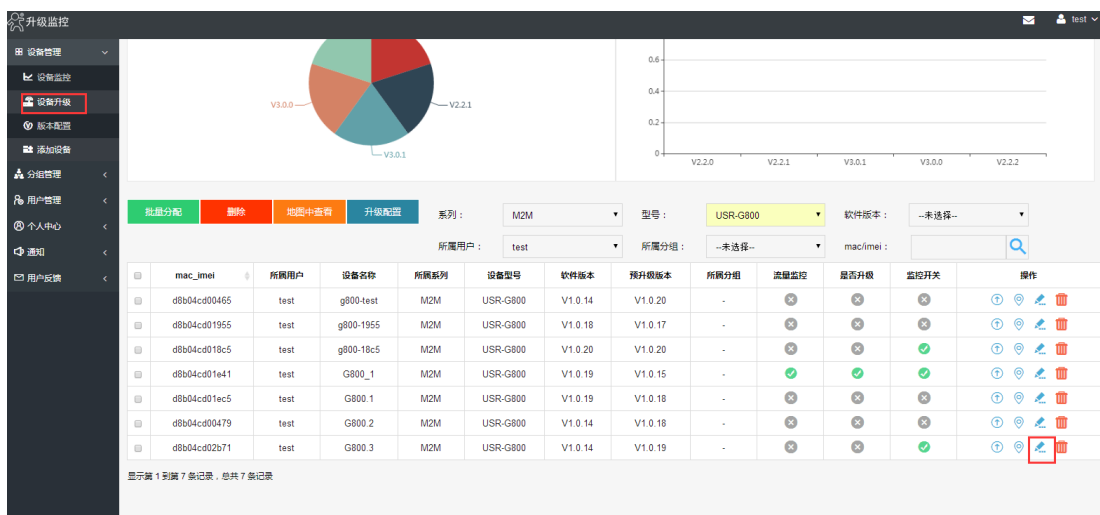 升级监控
test
设备管理
设备监控
设备升级
版本配置
添加设备
分组管理
用户管理
个人中心
通知
用户反馈
V3.0.0
V2.2.1
V3.0.1
0.6
0.4
0.2
0
V2.2.0 V2.2.1 V3.0.1 V3.0.0 V2.2.2
批量分配 删除 地图中查看 升级配置 系列： M2M 型号： USR-G800 软件版本： --未选择--
所属用户： test 所属分组： --未选择-- mac/imei：
mac_imei 所属用户 设备名称 所属系列 设备型号 软件版本 预升级版本 所属分组 流量监控 是否升级 监控开关 操作
d8b04cd00465 test g800-test M2M USR-G800 V1.0.14 V1.0.20 -
d8b04cd01955 test g800-1955 M2M USR-G800 V1.0.18 V1.0.17 -
d8b04cd018c5 test g800-18c5 M2M USR-G800 V1.0.20 V1.0.20 -
d8b04cd01e41 test G800_1 M2M USR-G800 V1.0.19 V1.0.15 -
d8b04cd01ec5 test G800.1 M2M USR-G800 V1.0.19 V1.0.18 -
d8b04cd00479 test G800.2 M2M USR-G800 V1.0.14 V1.0.18 -
d8b04cd02b71 test G800.3 M2M USR-G800 V1.0.14 V1.0.19 -
显示第 1 到第 7 条记录，总共 7 条记录